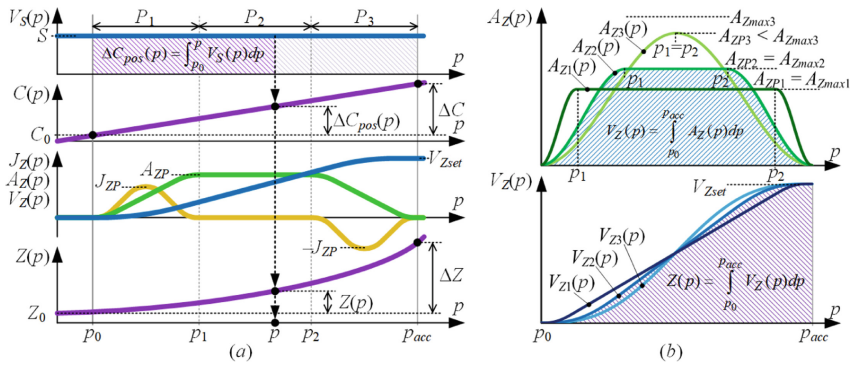 V_S(p)
S
P_1 P_2 P_3
ΔC_pos(p) = ∫_{p_0}^{p} V_S(p)dp
p
C(p)
C_0
ΔC_pos(p)
ΔC
p
J_Z(p)
A_Z(p)
V_Z(p)
J_ZP
A_ZP
V_Zset
p
–J_ZP
Z(p)
Z_0
Z(p)
ΔZ
p
p_0 p_1 p p_2 p_acc
(a)
A_Z(p)
A_Zmax3
A_ZP3 < A_Zmax3
A_Z3(p)
A_Z2(p)
A_Z1(p)
p_1=p_2
A_ZP2 = A_Zmax2
A_ZP1 = A_Zmax1
p_1 p_2
V_Z(p) = ∫_{p_0}^{p_acc} A_Z(p)dp
p_1 p_2 p
V_Z(p)
V_Zset
V_Z3(p)
V_Z2(p)
V_Z1(p)
Z(p) = ∫_{p_0}^{p_acc} V_Z(p)dp
p
p_0 p_acc
(b)